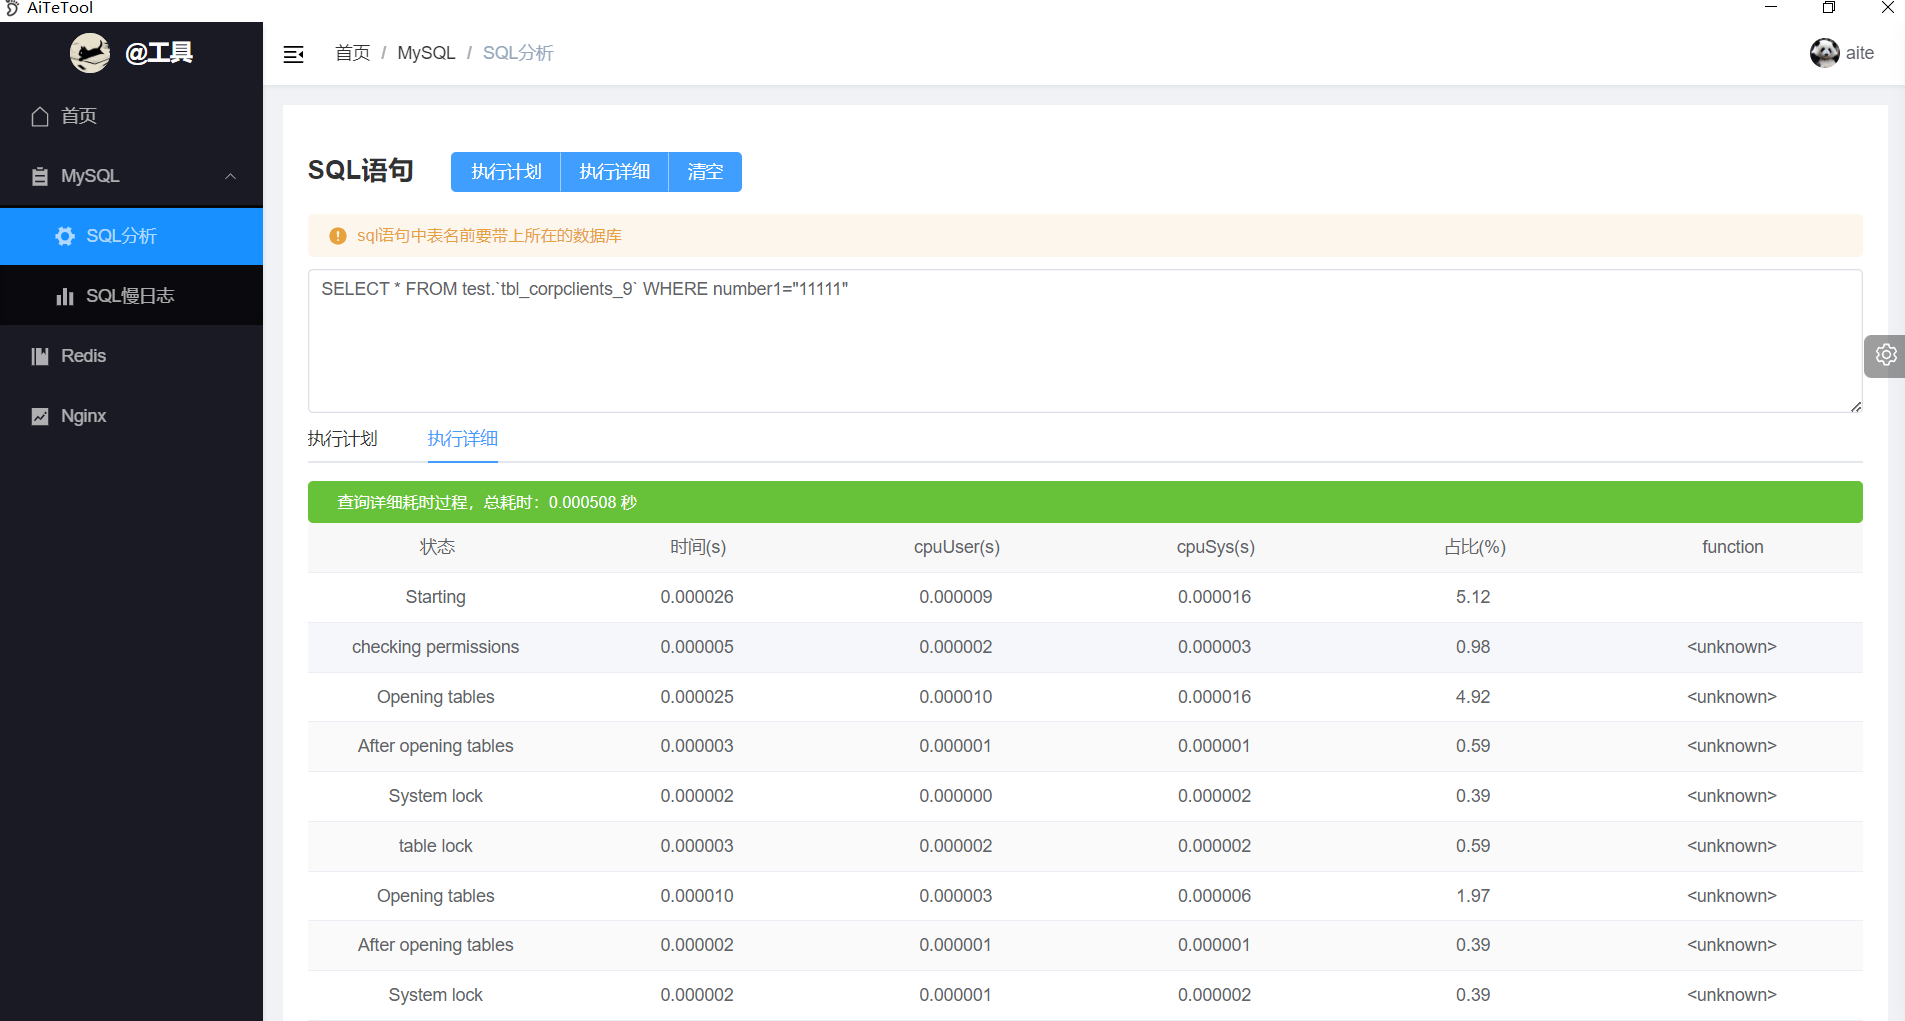 AiTeTool
@工具
首页 / MySQL / SQL分析
aite
首页
MySQL
SQL分析
SQL慢日志
Redis
Nginx
SQL语句 执行计划 执行详细 清空
sql语句中表名前要带上所在的数据库
SELECT * FROM test.`tbl_corpclients_9` WHERE number1="11111"
执行计划 执行详细
查询详细耗时过程，总耗时：0.000508 秒
状态 时间(s) cpuUser(s) cpuSys(s) 占比(%) function
Starting 0.000026 0.000009 0.000016 5.12
checking permissions 0.000005 0.000002 0.000003 0.98 <unknown>
Opening tables 0.000025 0.000010 0.000016 4.92 <unknown>
After opening tables 0.000003 0.000001 0.000001 0.59 <unknown>
System lock 0.000002 0.000000 0.000002 0.39 <unknown>
table lock 0.000003 0.000002 0.000002 0.59 <unknown>
Opening tables 0.000010 0.000003 0.000006 1.97 <unknown>
After opening tables 0.000002 0.000001 0.000001 0.39 <unknown>
System lock 0.000002 0.000001 0.000002 0.39 <unknown>